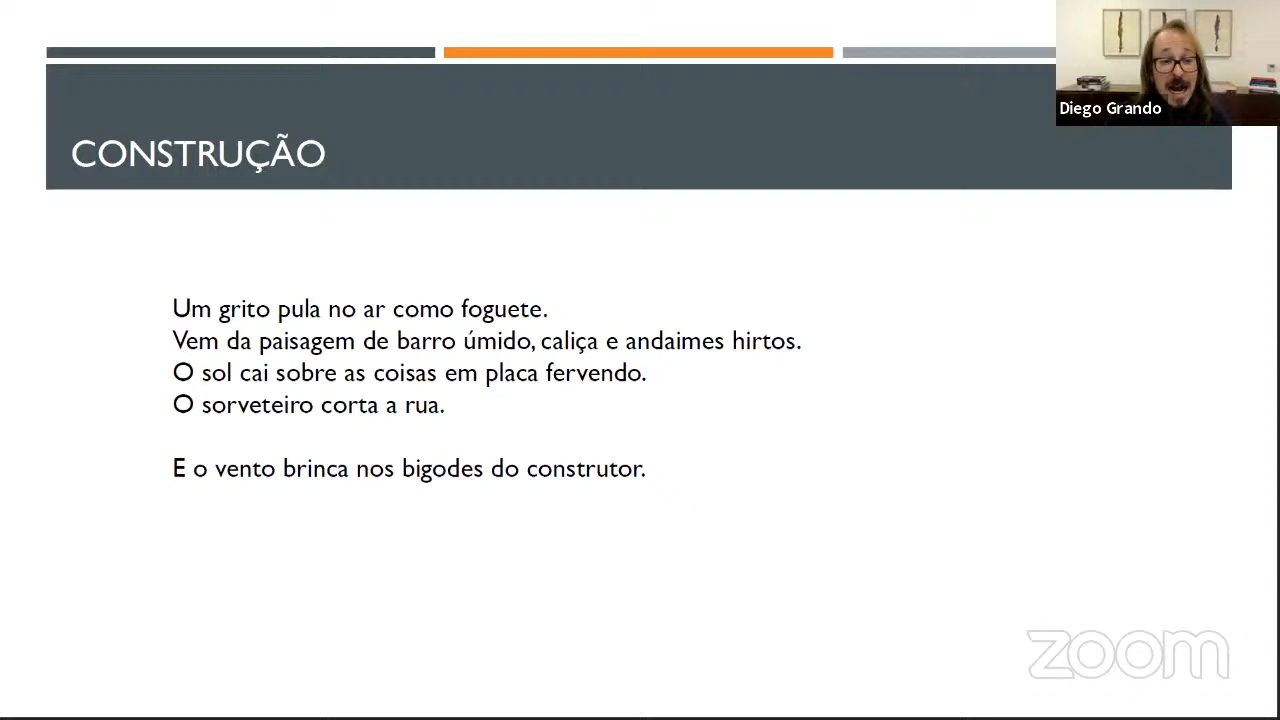 Diego Grando
CONSTRUÇÃO
Um grito pula no ar como foguete.
Vem da paisagem de barro úmido, caliça e andaimes hirtos.
O sol cai sobre as coisas em placa fervendo.
O sorveteiro corta a rua.
E o vento brinca nos bigodes do construtor.
zoom